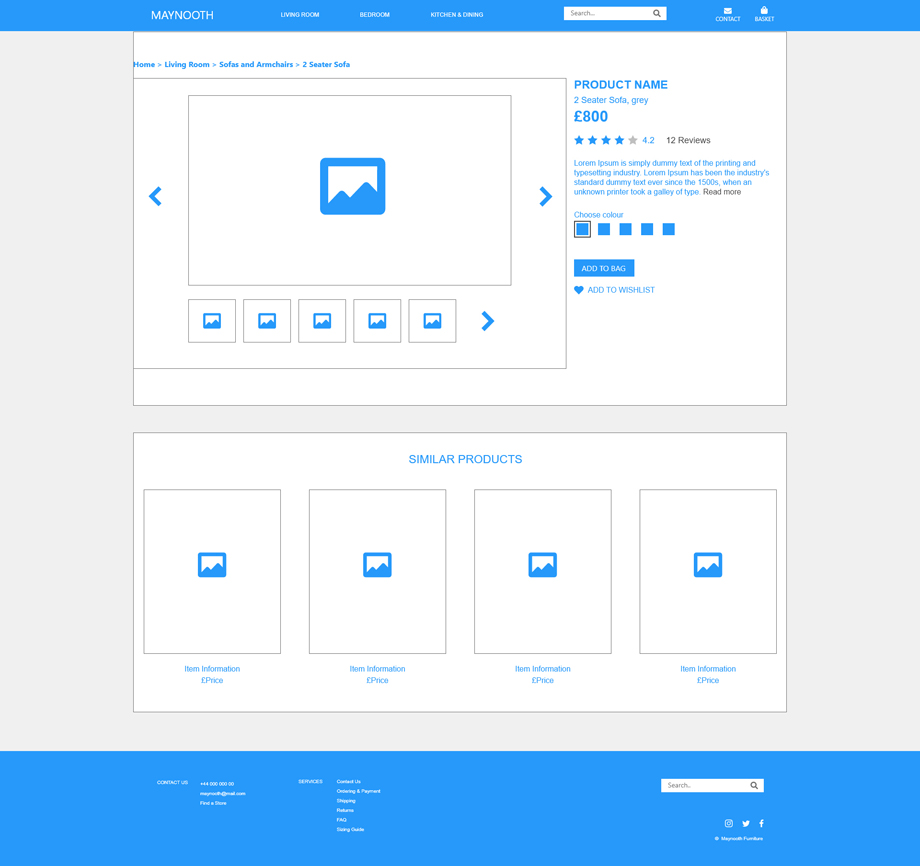 MAYNOOTH
LIVING ROOM
BEDROOM
KITCHEN & DINING
Search...
CONTACT
BASKET
Home > Living Room > Sofas and Armchairs > 2 Seater Sofa
PRODUCT NAME
2 Seater Sofa, grey
£800
4.2 12 Reviews
Lorem Ipsum is simply dummy text of the printing and
typesetting industry. Lorem Ipsum has been the industry's
standard dummy text ever since the 1500s, when an
unknown printer took a galley of type. Read more
Choose colour
ADD TO BAG
ADD TO WISHLIST
SIMILAR PRODUCTS
Item Information
£Price
Item Information
£Price
Item Information
£Price
Item Information
£Price
CONTACT US
+44 000 000 00
maynooth@mail.com
Find a Store
SERVICES
Contact Us
Ordering & Payment
Shipping
Returns
FAQ
Sizing Guide
Search..
© Maynooth Furniture